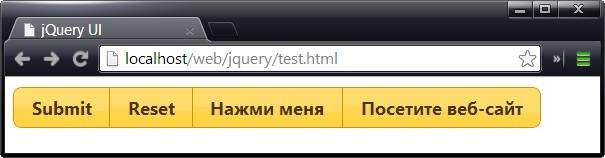 jQuery UI
localhost/web/jquery/test.html
Submit Reset Нажми меня Посетите веб-сайт